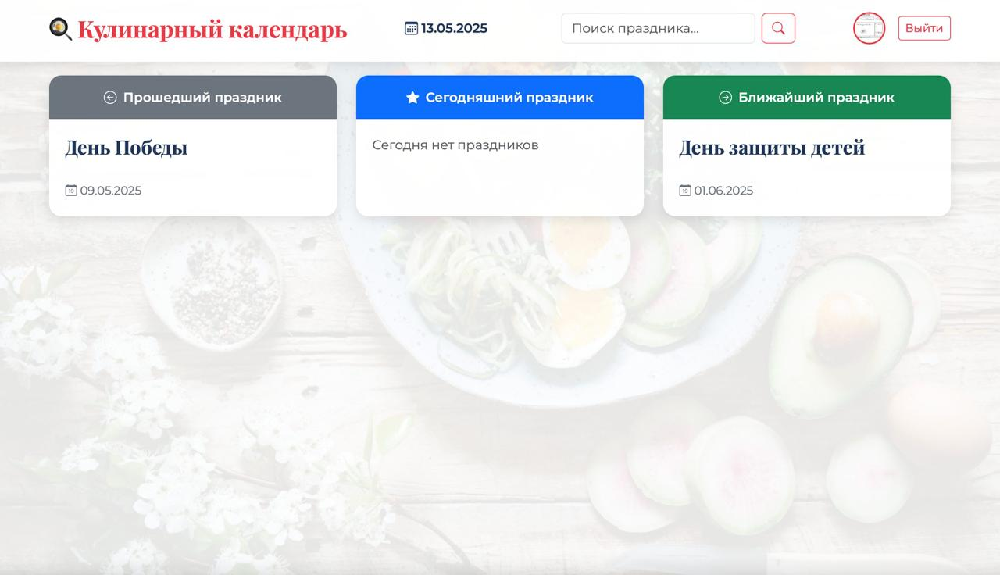 Кулинарный календарь
13.05.2025
Поиск праздника...
Выйти
Прошедший праздник
День Победы
09.05.2025
Сегодняшний праздник
Сегодня нет праздников
Ближайший праздник
День защиты детей
01.06.2025